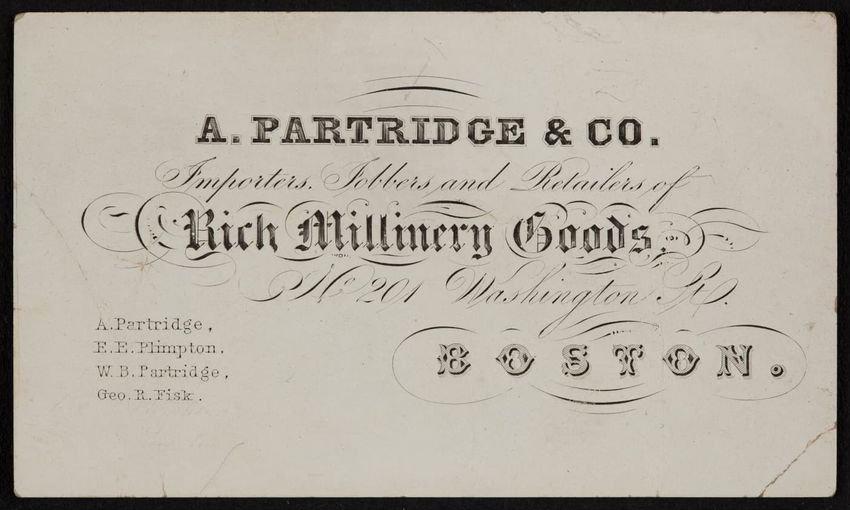 A. PARTRIDGE & CO.
Importers, Jobbers and Retailers of
Rich Millinery Goods,
No 201 Washington St.
BOSTON.
A. Partridge,
E. E. Plimpton,
W. B. Partridge,
Geo. R. Fisk.